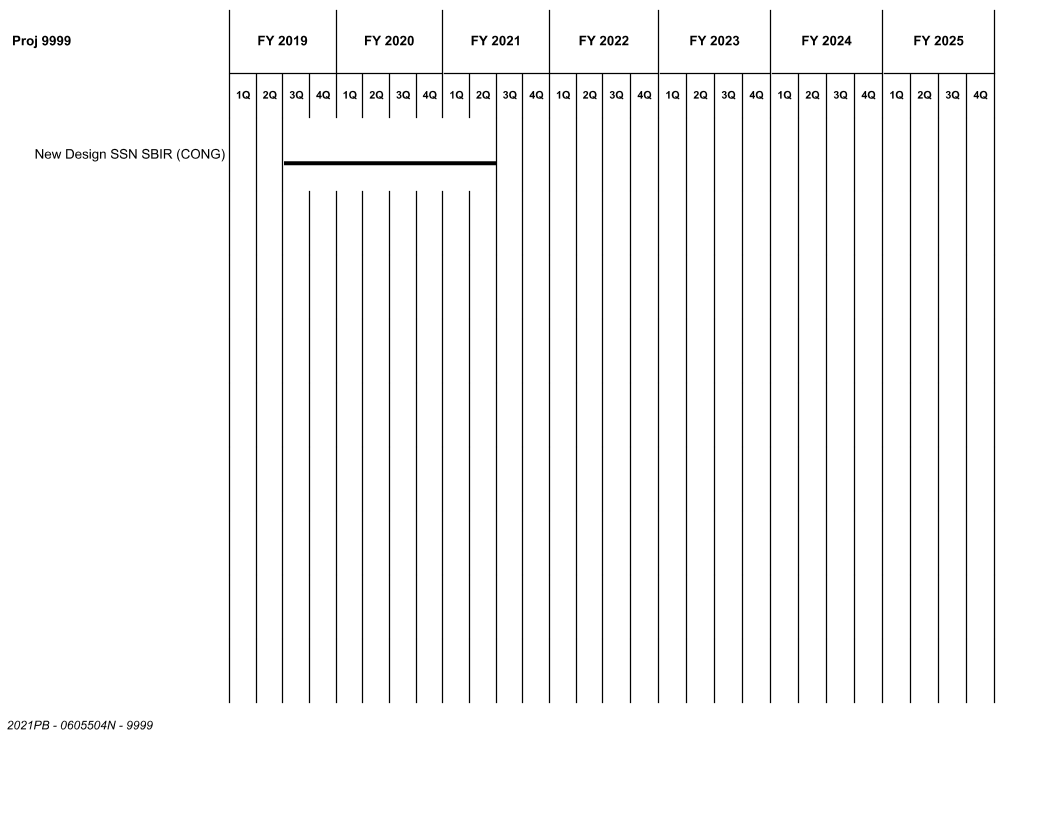 Proj 9999 FY 2019 FY 2020 FY 2021 FY 2022 FY 2023 FY 2024 FY 2025
1Q 2Q 3Q 4Q 1Q 2Q 3Q 4Q 1Q 2Q 3Q 4Q 1Q 2Q 3Q 4Q 1Q 2Q 3Q 4Q 1Q 2Q 3Q 4Q 1Q 2Q 3Q 4Q
New Design SSN SBIR (CONG)
2021PB - 0605504N - 9999